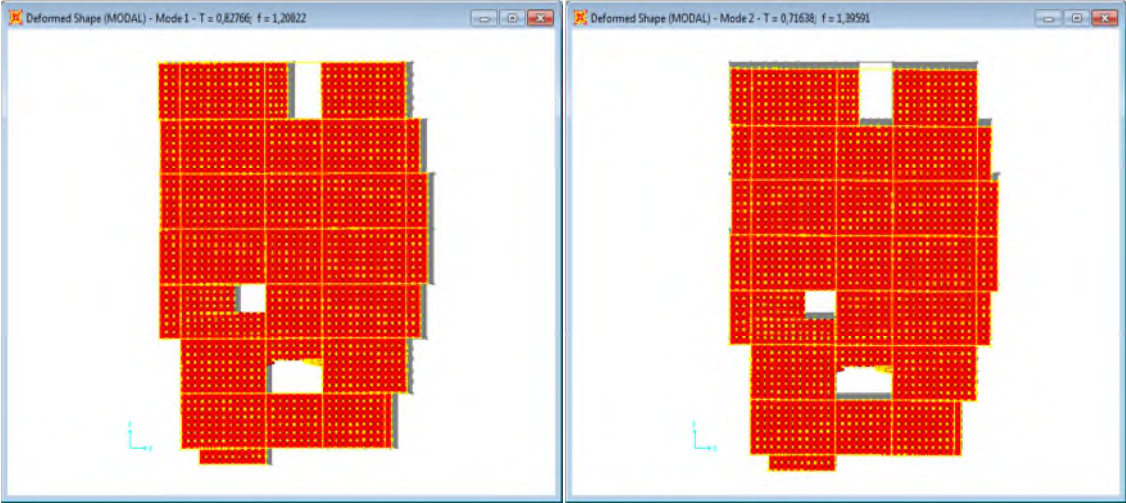 Deformed Shape (MODAL) - Mode 1 - T = 0,82766; f = 1,20822
Deformed Shape (MODAL) - Mode 2 - T = 0,71638; f = 1,39591